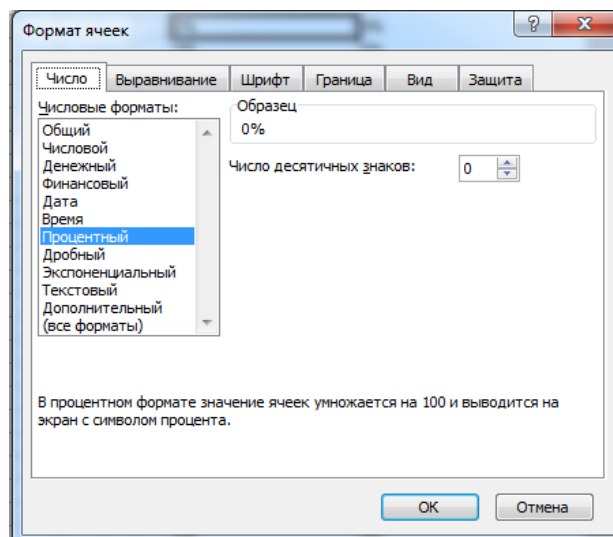 Формат ячеек
Число Выравнивание Шрифт Граница Вид Защита
Числовые форматы:
Общий
Числовой
Денежный
Финансовый
Дата
Время
Процентный
Дробный
Экспоненциальный
Текстовый
Дополнительный
(все форматы)
Образец
0%
Число десятичных знаков: 0
В процентном формате значение ячеек умножается на 100 и выводится на
экран с символом процента.
ОК Отмена